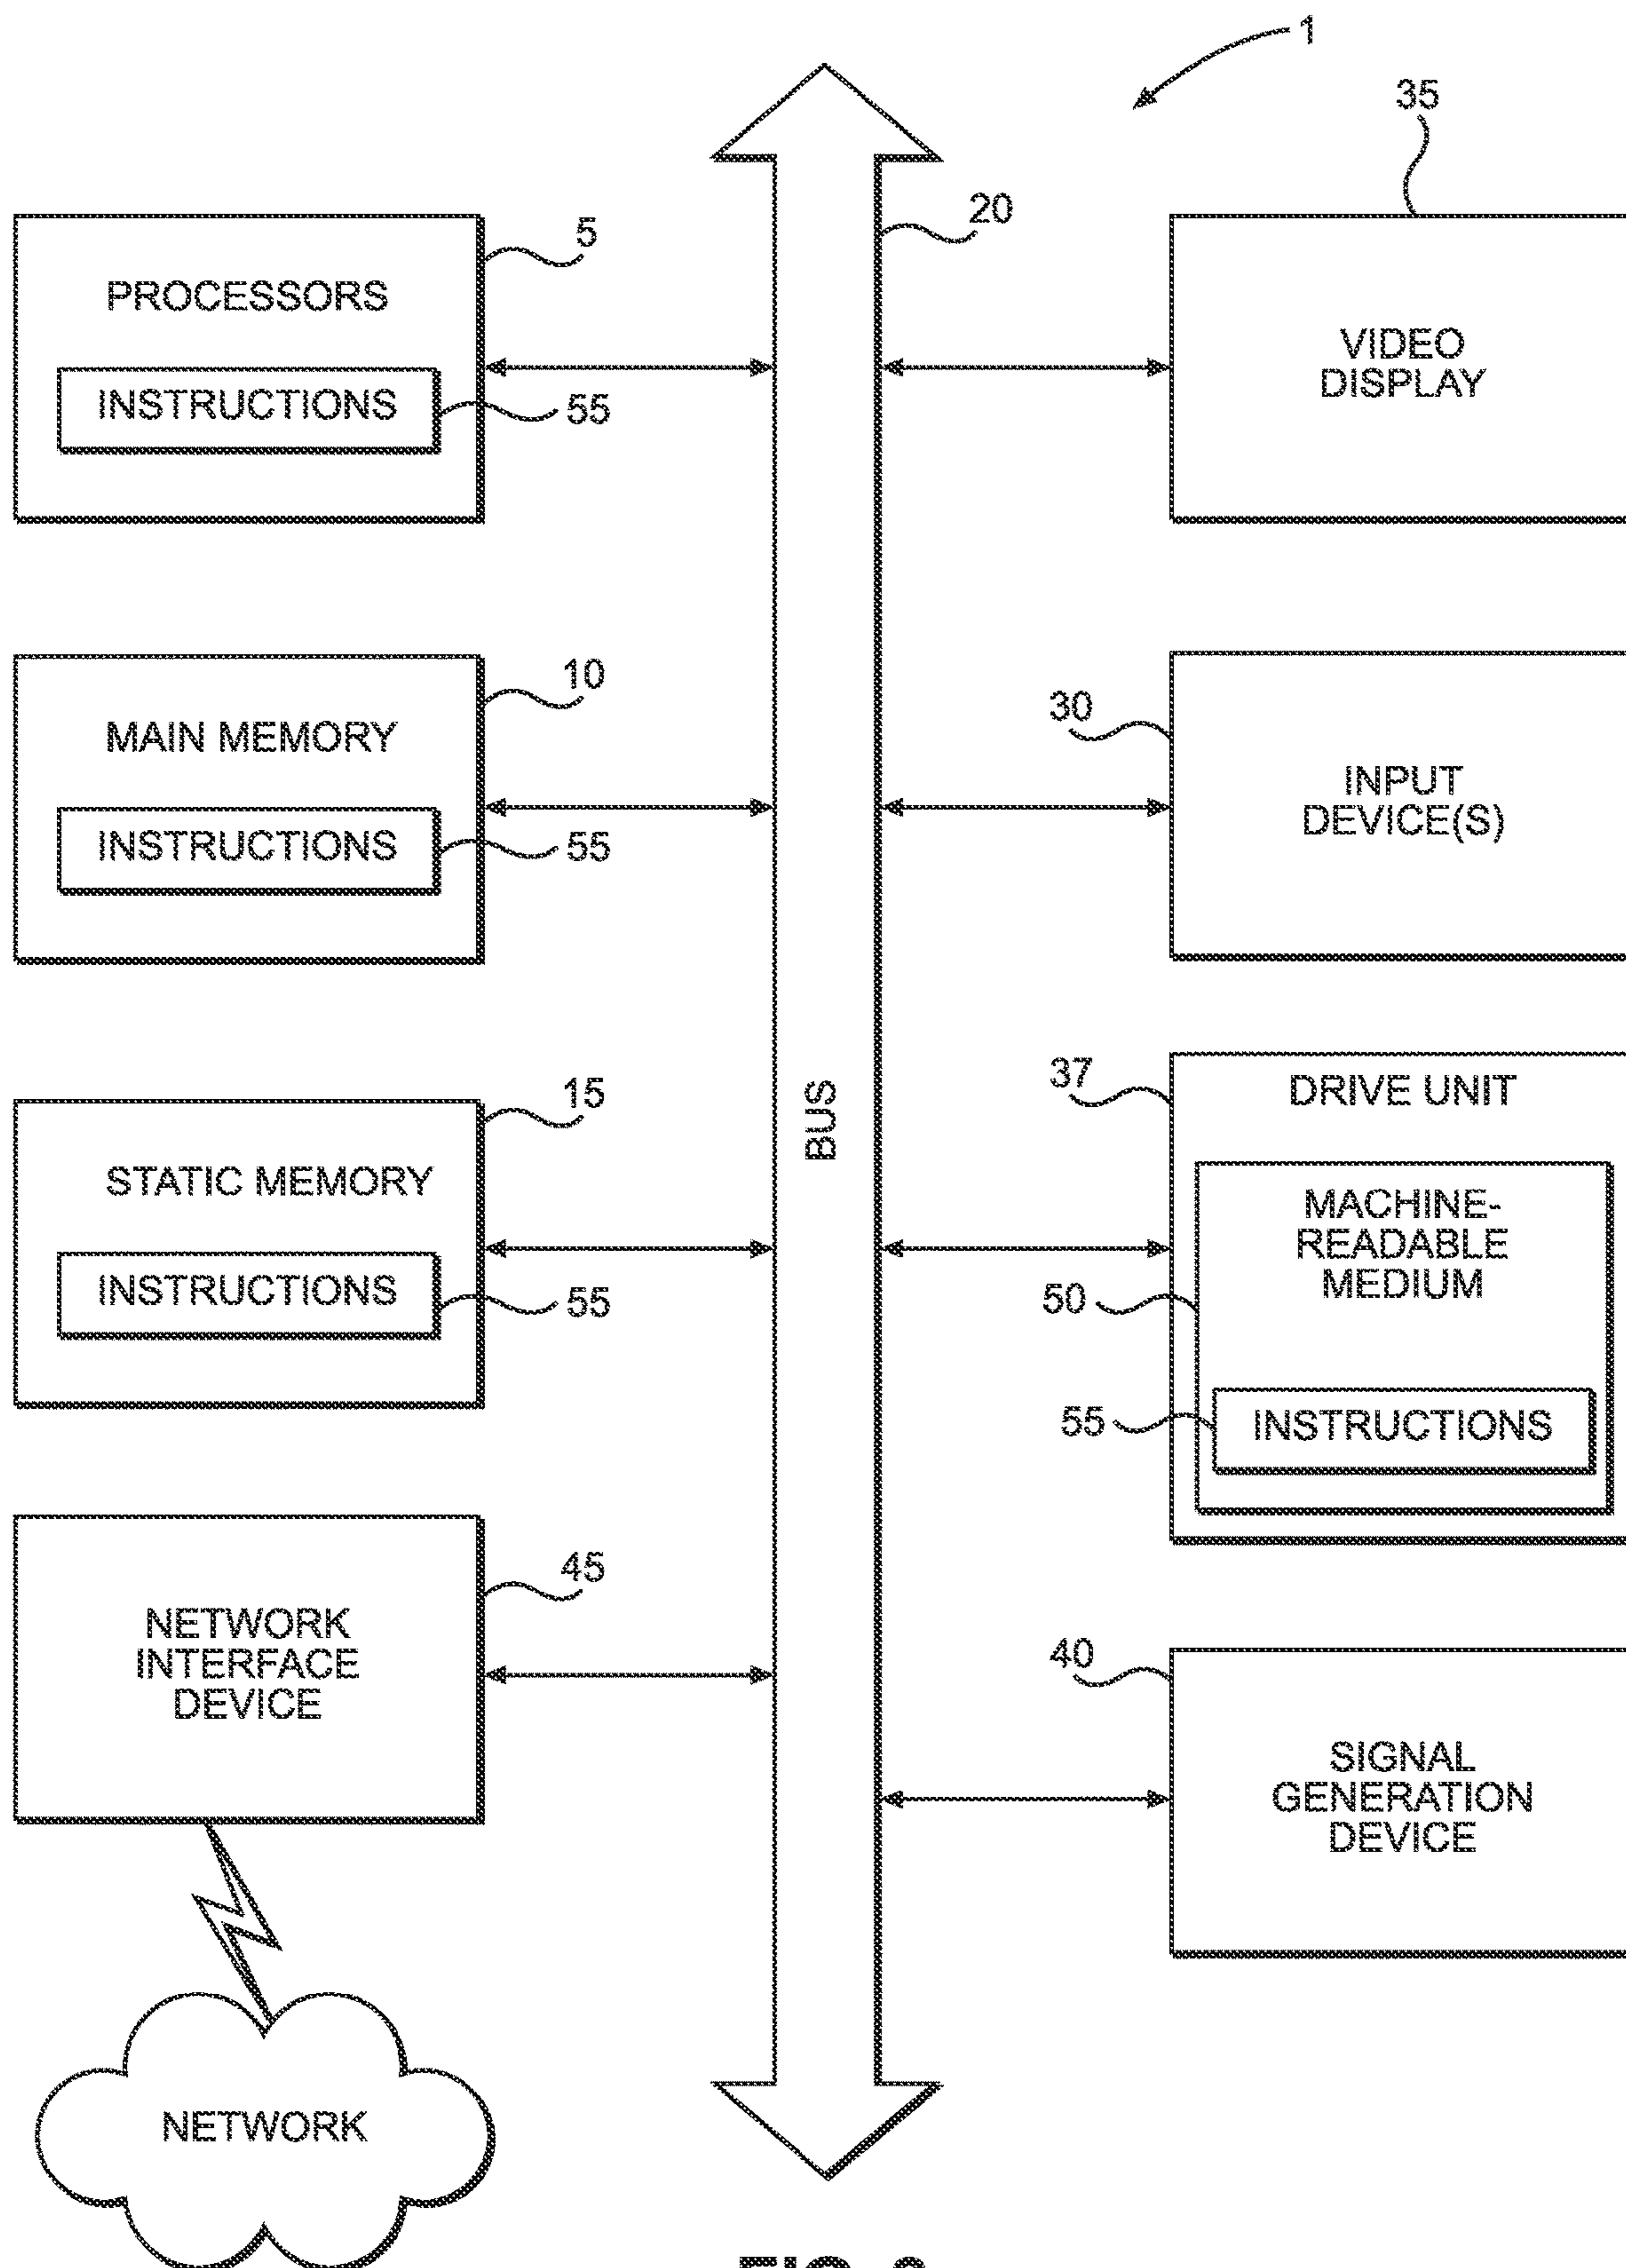 1
35
20
5
PROCESSORS
INSTRUCTIONS
55
VIDEO
DISPLAY
10
MAIN MEMORY
INSTRUCTIONS
55
30
INPUT
DEVICE(S)
BUS
15
STATIC MEMORY
INSTRUCTIONS
55
37
DRIVE UNIT
MACHINE-
READABLE
MEDIUM
50
55
INSTRUCTIONS
45
NETWORK
INTERFACE
DEVICE
40
SIGNAL
GENERATION
DEVICE
NETWORK